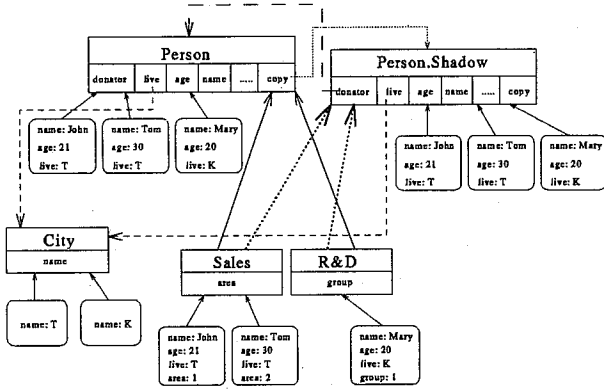 Person
donator live age name ..... copy
Person.Shadow
donator live age name ..... copy
name: John
age: 21
live: T
name: Tom
age: 30
live: T
name: Mary
age: 20
live: K
name: John
age: 21
live: T
name: Tom
age: 30
live: T
name: Mary
age: 20
live: K
City
name
name: T
name: K
Sales
area
R&D
group
name: John
age: 21
live: T
area: 1
name: Tom
age: 30
live: T
area: 2
name: Mary
age: 20
live: K
group: 1